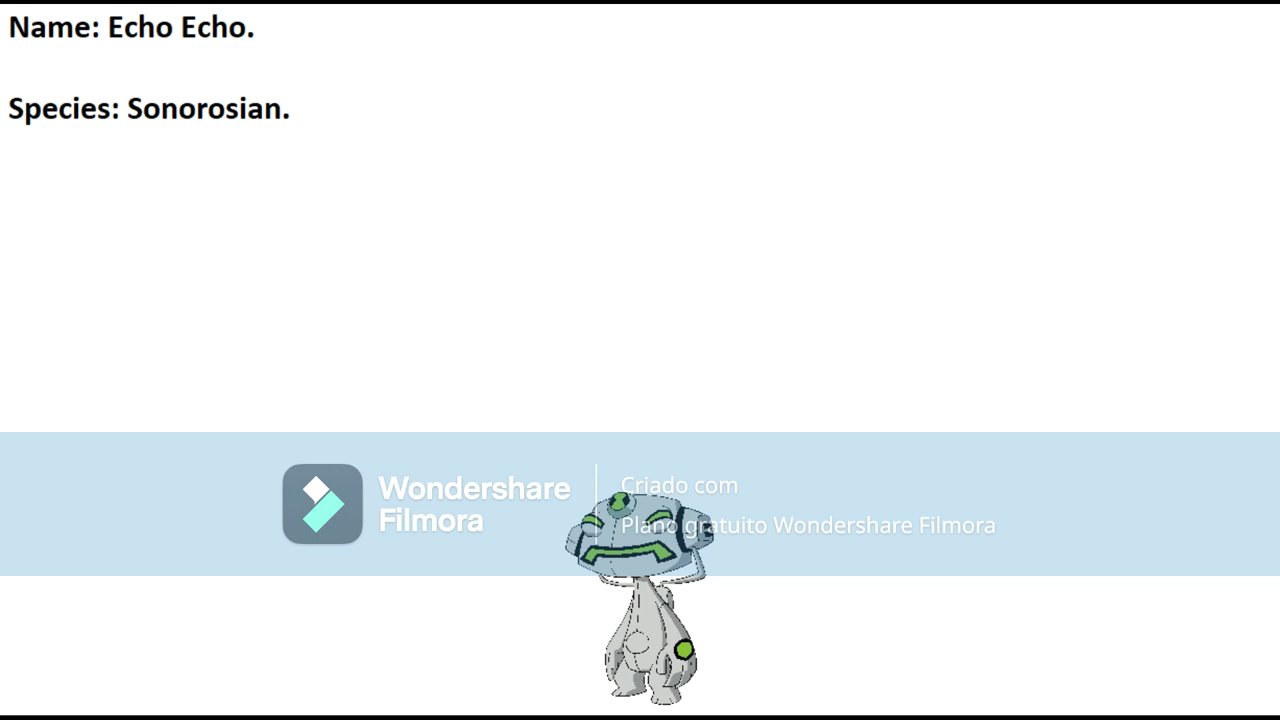 Name: Echo Echo.
Species: Sonorosian.
Wondershare
Filmora
Criado com
Plano gratuito Wondershare Filmora